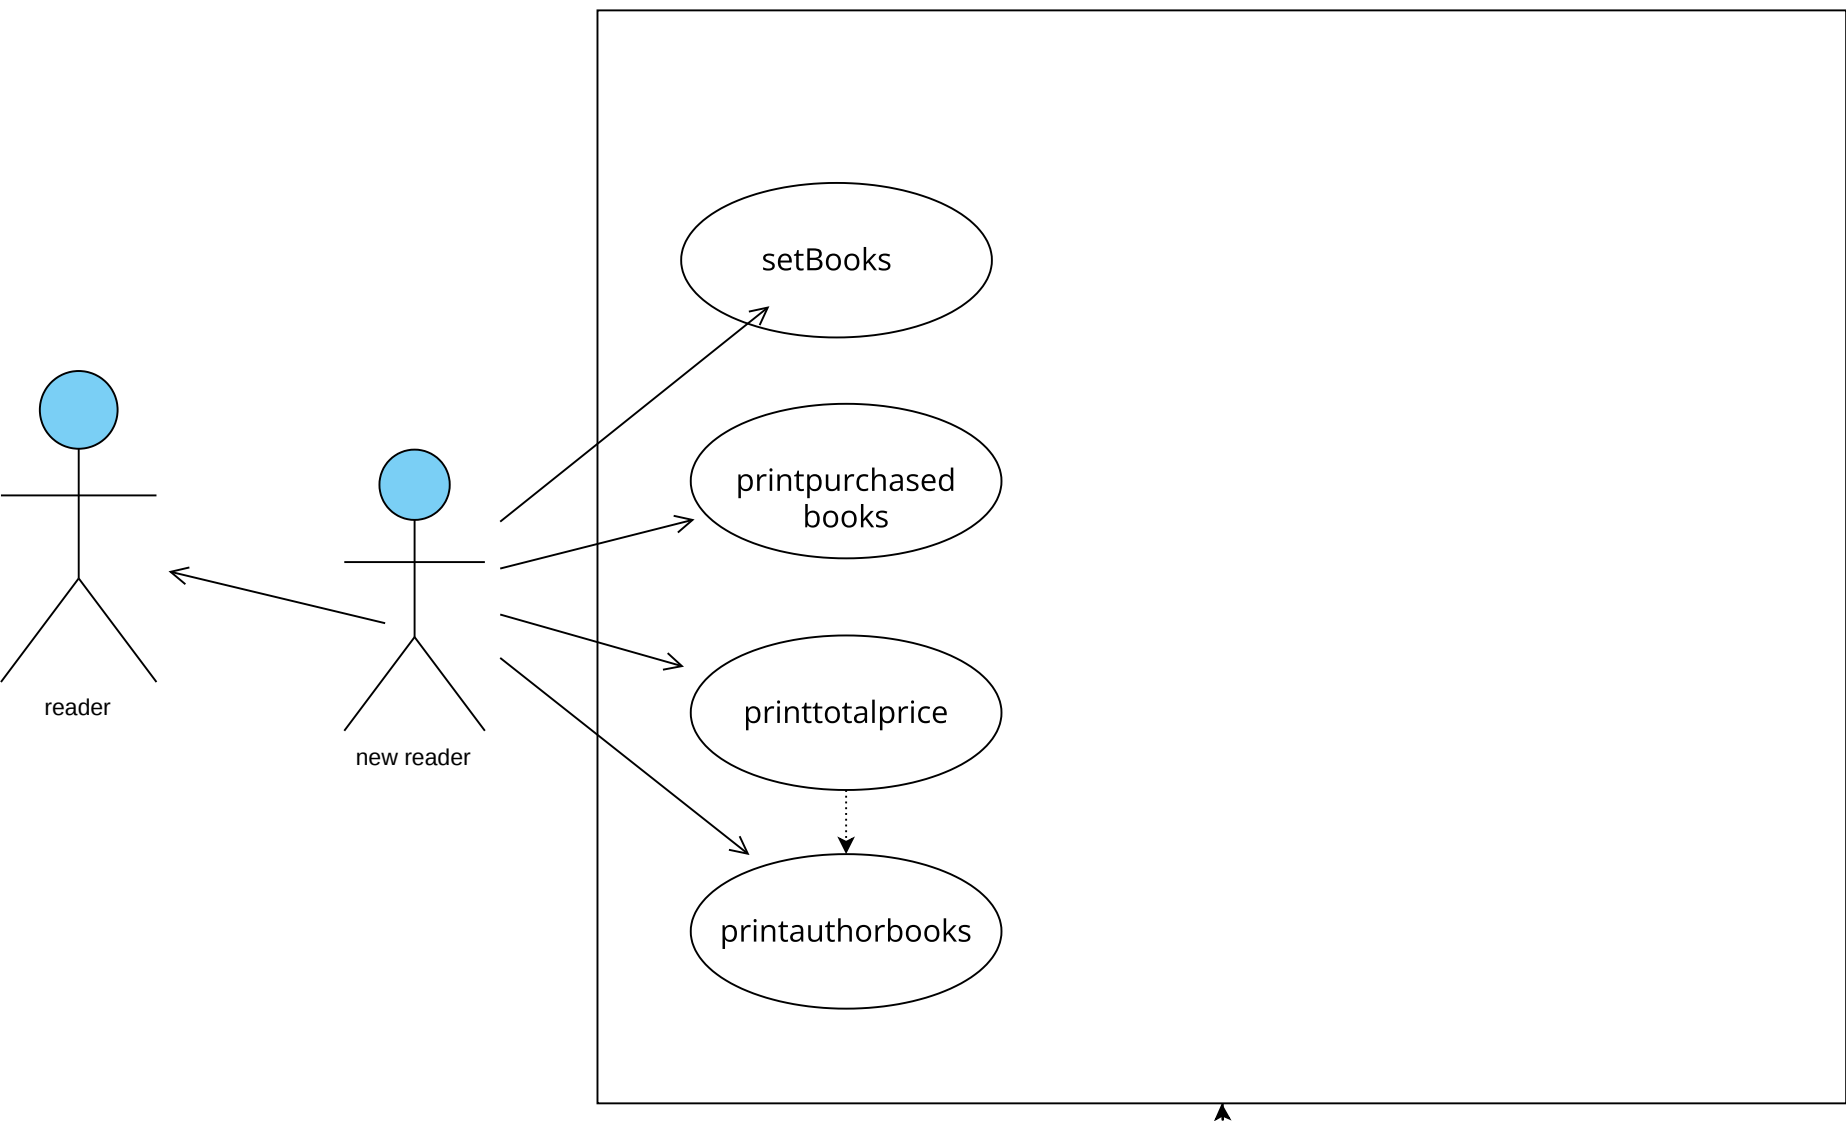 setBooks
printpurchased
books
printtotalprice
printauthorbooks
reader
new reader